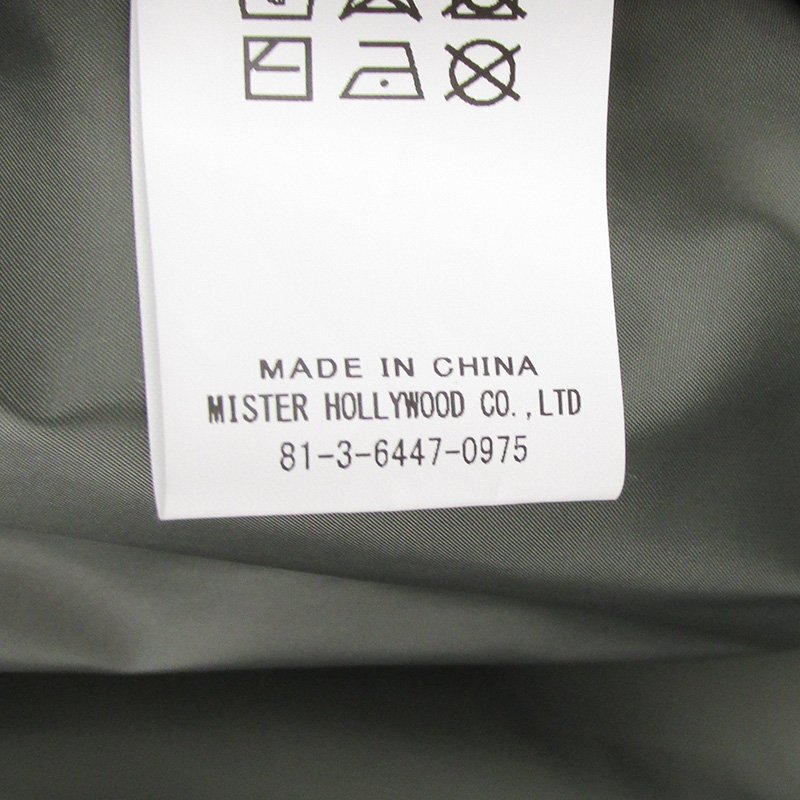 MADE IN CHINA
MISTER HOLLYWOOD CO.,LTD
81-3-6447-0975